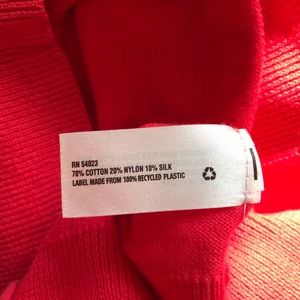 RN 54023
70% COTTON 20% NYLON 10% SILK
LABEL MADE FROM 100% RECYCLED PLASTIC